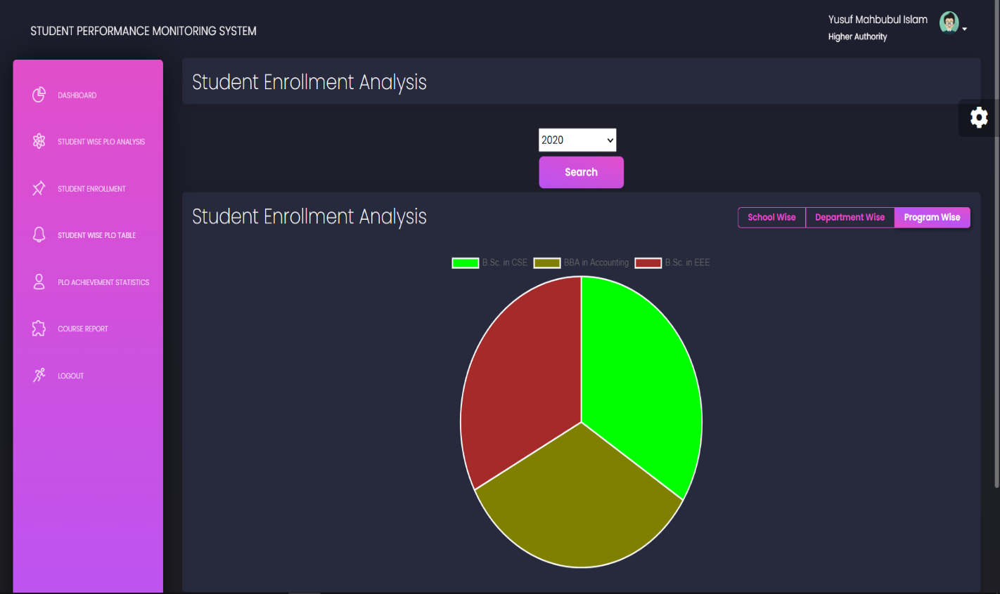 STUDENT PERFORMANCE MONITORING SYSTEM
Yusuf Mahbubul Islam
Higher Authority
DASHBOARD
STUDENT WISE PLO ANALYSIS
STUDENT ENROLLMENT
STUDENT WISE PLO TABLE
PLO ACHIEVEMENT STATISTICS
COURSE REPORT
LOGOUT
Student Enrollment Analysis
2020
Search
Student Enrollment Analysis
School Wise Department Wise Program Wise
B.Sc. in CSE BBA in Accounting B.Sc. in EEE